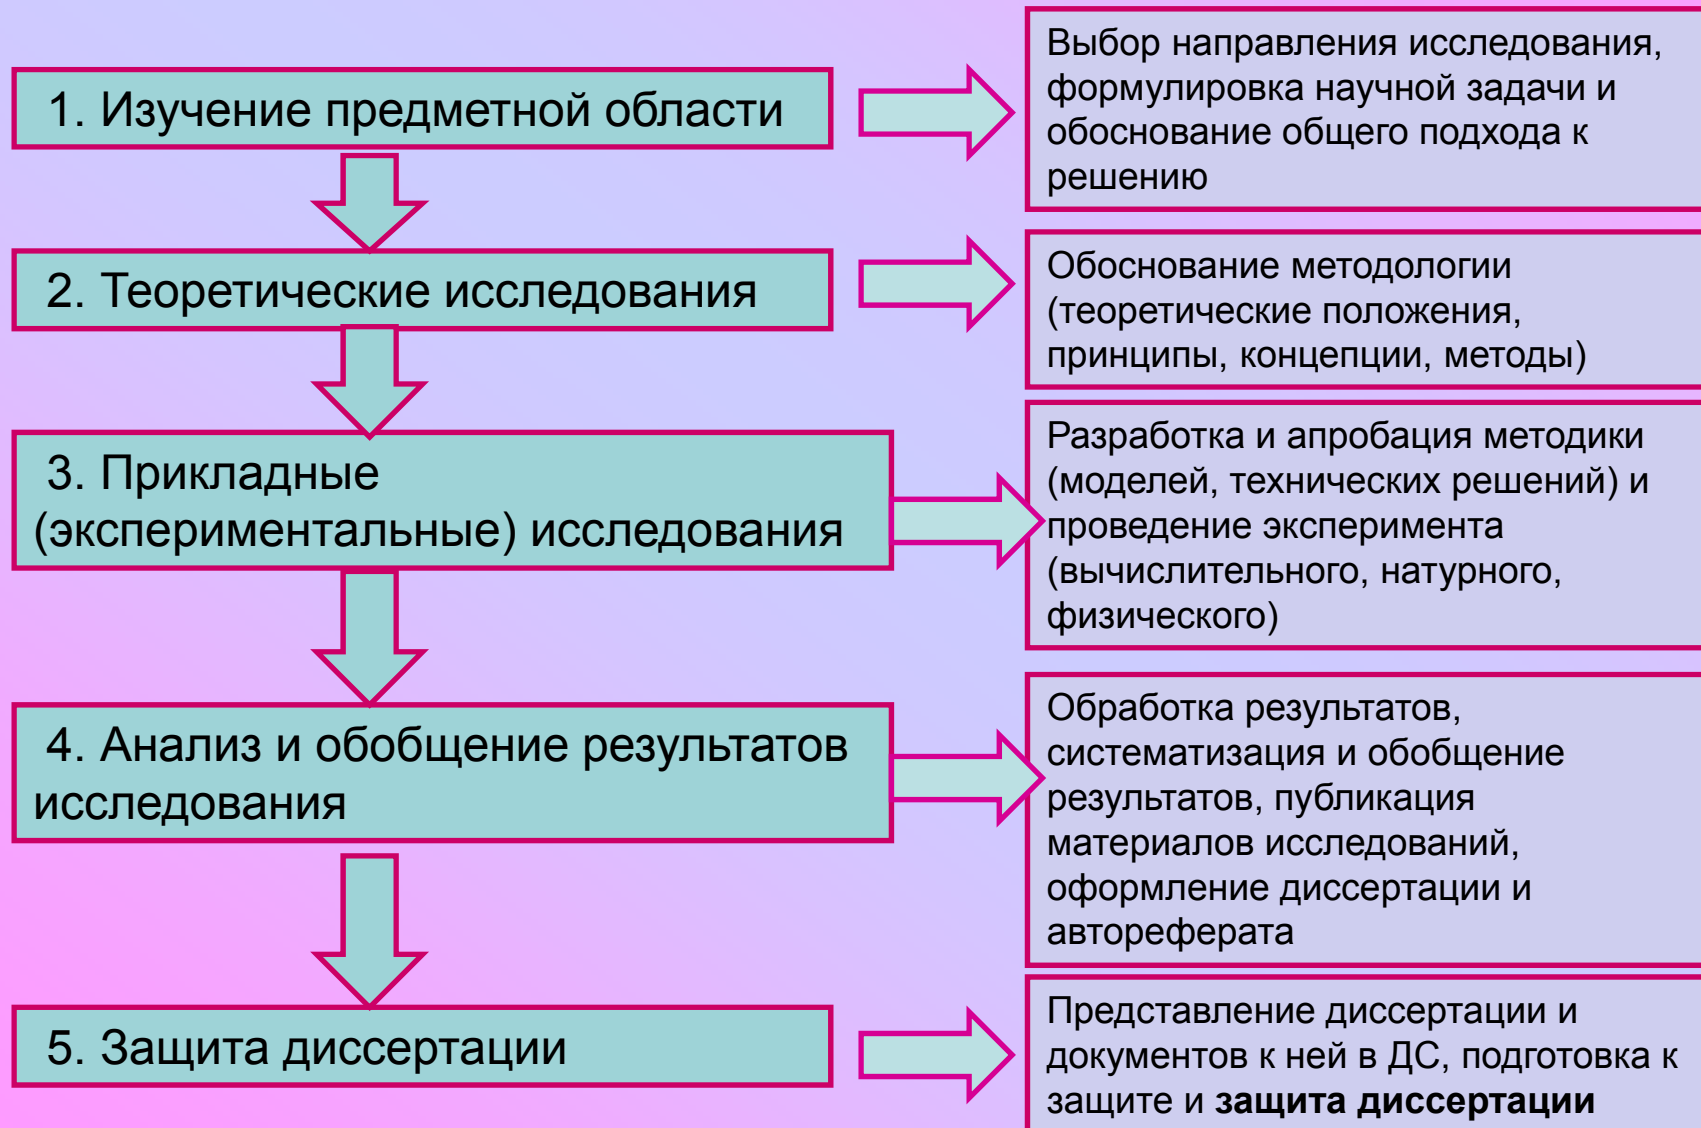 1. Изучение предметной области
Выбор направления исследования,
формулировка научной задачи и
обоснование общего подхода к
решению
2. Теоретические исследования
Обоснование методологии
(теоретические положения,
принципы, концепции, методы)
3. Прикладные
(экспериментальные) исследования
Разработка и апробация методики
(моделей, технических решений) и
проведение эксперимента
(вычислительного, натурного,
физического)
4. Анализ и обобщение результатов
исследования
Обработка результатов,
систематизация и обобщение
результатов, публикация
материалов исследований,
оформление диссертации и
автореферата
5. Защита диссертации
Представление диссертации и
документов к ней в ДС, подготовка к
защите и защита диссертации